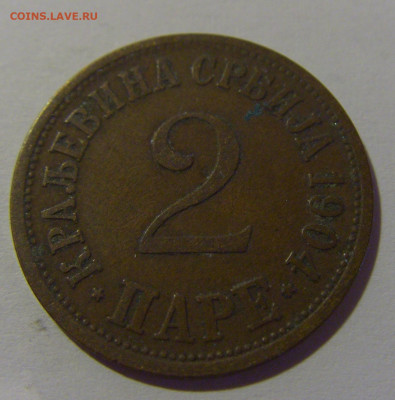 COINS.LAVE.RU
КРАЉЕВИНА СРБИЈА 1904
2
ПАРЕ